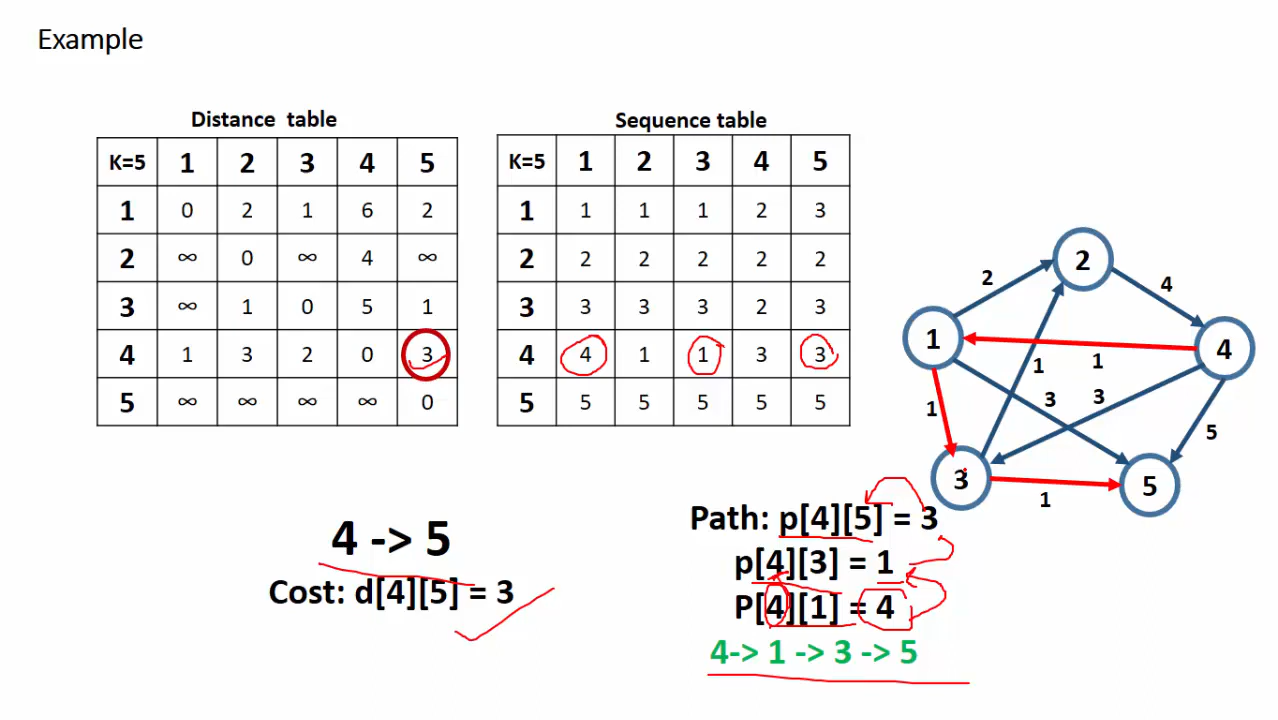 Example
Distance table
K=5 1 2 3 4 5
1 0 2 1 6 2
2 ∞ 0 ∞ 4 ∞
3 ∞ 1 0 5 1
4 1 3 2 0 3
5 ∞ ∞ ∞ ∞ 0
Sequence table
K=5 1 2 3 4 5
1 1 1 1 2 3
2 2 2 2 2 2
3 3 3 3 2 3
4 4 1 1 3 3
5 5 5 5 5 5
2
2
4
1
4
1
1
3
3
1
5
3
5
1
4 -> 5
Cost: d[4][5] = 3
Path: p[4][5] = 3
p[4][3] = 1
P[4][1] = 4
4-> 1 -> 3 -> 5